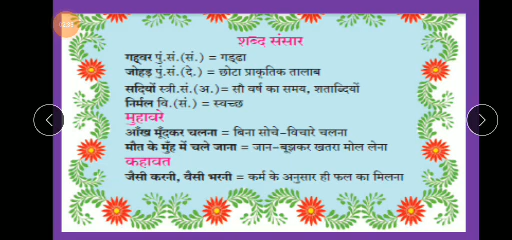 शब्द संसार
गह्वर पुं.सं.(सं.) = गड्ढा
जोहड़ पुं.सं.(दे.) = छोटा प्राकृतिक तालाब
सदियों स्त्री.सं.(अ.) = सौ वर्ष का समय, शताब्दियों
निर्मल वि.(सं.) = स्वच्छ
मुहावरे
आँख मूँदकर चलना = बिना सोचे-विचारे चलना
मौत के मुँह में चले जाना = जान-बूझकर खतरा मोल लेना
कहावत
जैसी करनी, वैसी भरनी = कर्म के अनुसार ही फल का मिलना